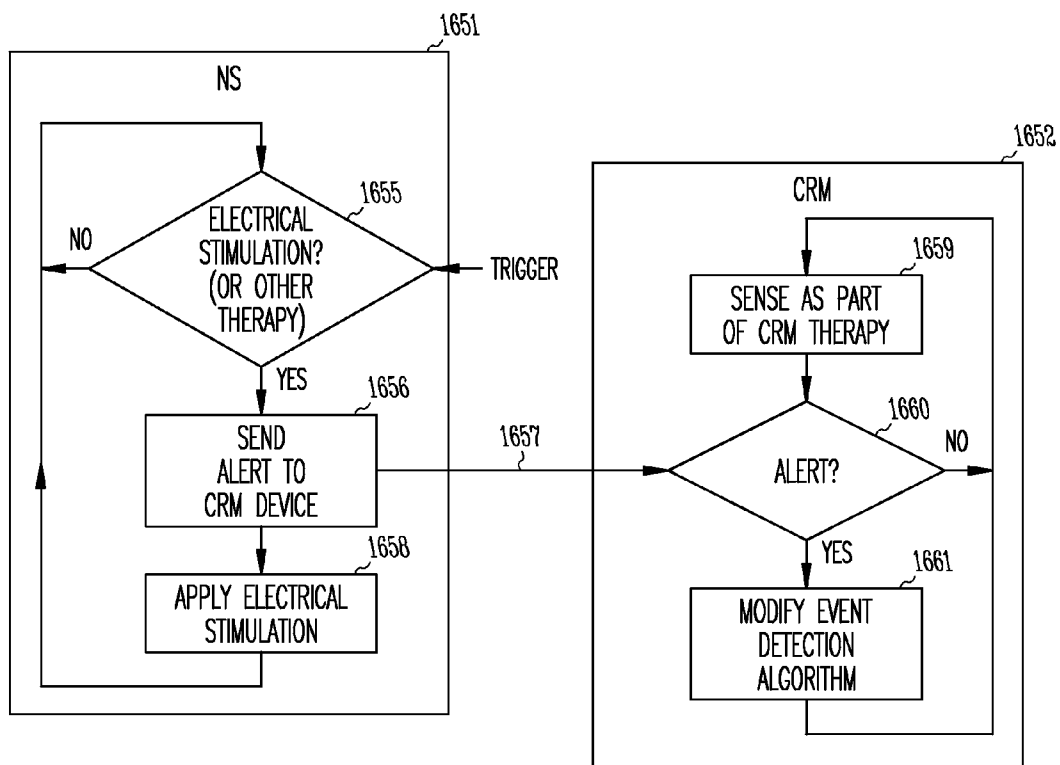 1651
NS
1655
ELECTRICAL
STIMULATION?
(OR OTHER
THERAPY)
NO
TRIGGER
YES
1656
SEND
ALERT TO
CRM DEVICE
1657
1658
APPLY ELECTRICAL
STIMULATION
1652
CRM
1659
SENSE AS PART
OF CRM THERAPY
1660
ALERT?
NO
YES
1661
MODIFY EVENT
DETECTION
ALGORITHM